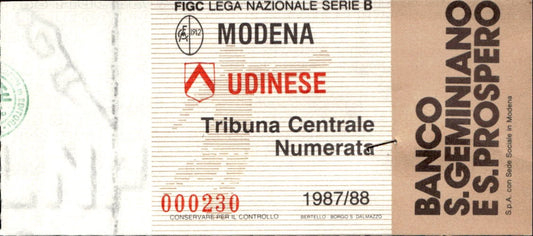 FIGC LEGA NAZIONALE SERIE B
1912
MODENA
UDINESE
Tribuna Centrale
Numerata
000230
1987/88
CONSERVARE PER IL CONTROLLO
BERTELLO BORGO S. DALMAZZO
BANCO
S.GEMINIANO
E S.PROSPERO
S.p.A. con Sede Sociale in Modena